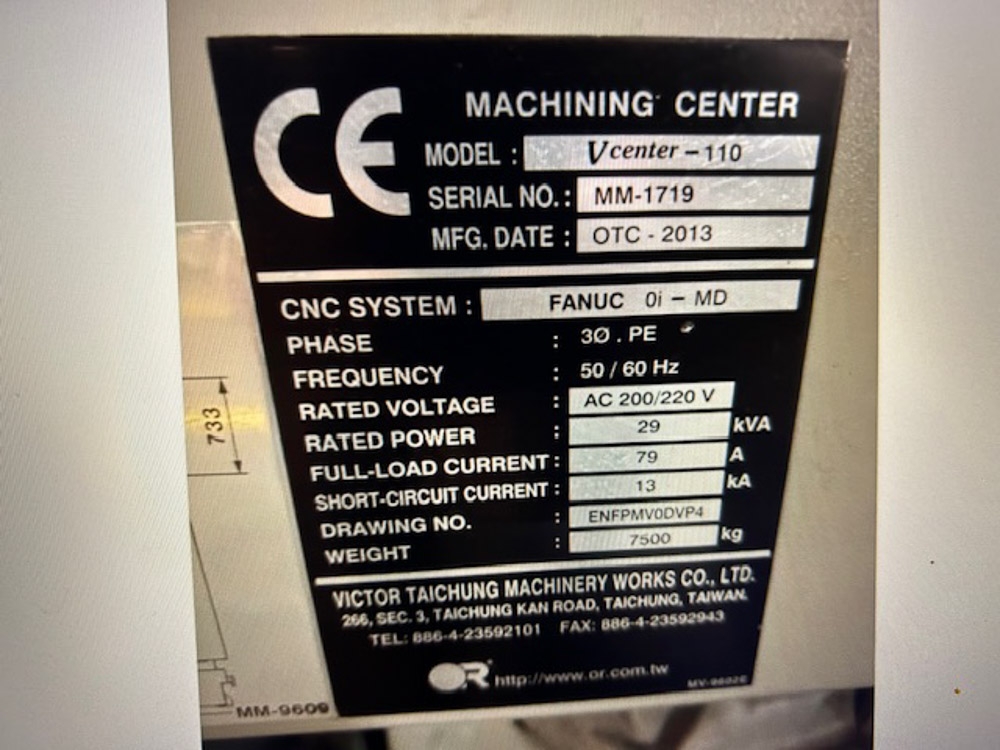 CE
MACHINING CENTER
MODEL : Vcenter-110
SERIAL NO.: MM-1719
MFG. DATE : OTC - 2013
CNC SYSTEM : FANUC 0i - MD
PHASE : 3Ø . PE
FREQUENCY : 50 / 60 Hz
RATED VOLTAGE : AC 200/220 V
RATED POWER : 29 kVA
FULL-LOAD CURRENT : 79 A
SHORT-CIRCUIT CURRENT : 13 kA
DRAWING NO. : ENFPMV0DVP4
WEIGHT : 7500 kg
VICTOR TAICHUNG MACHINERY WORKS CO., LTD.
266, SEC. 3, TAICHUNG KAN ROAD, TAICHUNG, TAIWAN.
TEL: 886-4-23592101 FAX: 886-4-23592943
OR http://www.or.com.tw
733
MM-9609